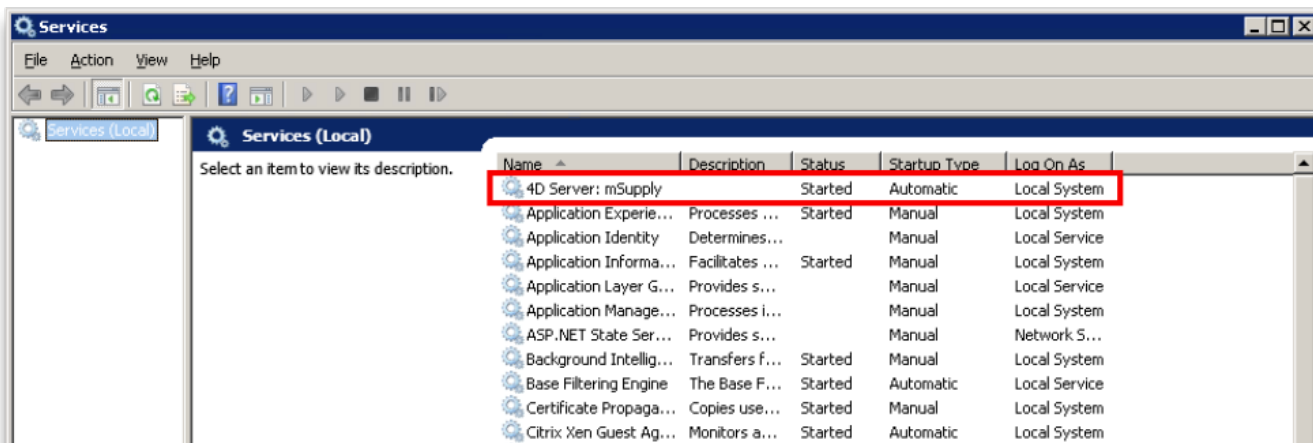 Services
File Action View Help
Services (Local)
Services (Local)
Select an item to view its description.
Name Description Status Startup Type Log On As
4D Server: mSupply Started Automatic Local System
Application Experie... Processes ... Started Manual Local System
Application Identity Determines... Manual Local Service
Application Informa... Facilitates ... Started Manual Local System
Application Layer G... Provides s... Manual Local Service
Application Manage... Processes i... Manual Local System
ASP.NET State Ser... Provides s... Manual Network S...
Background Intellig... Transfers f... Started Manual Local System
Base Filtering Engine The Base F... Started Automatic Local Service
Certificate Propaga... Copies use... Started Manual Local System
Citrix Xen Guest Ag... Monitors a... Started Automatic Local System